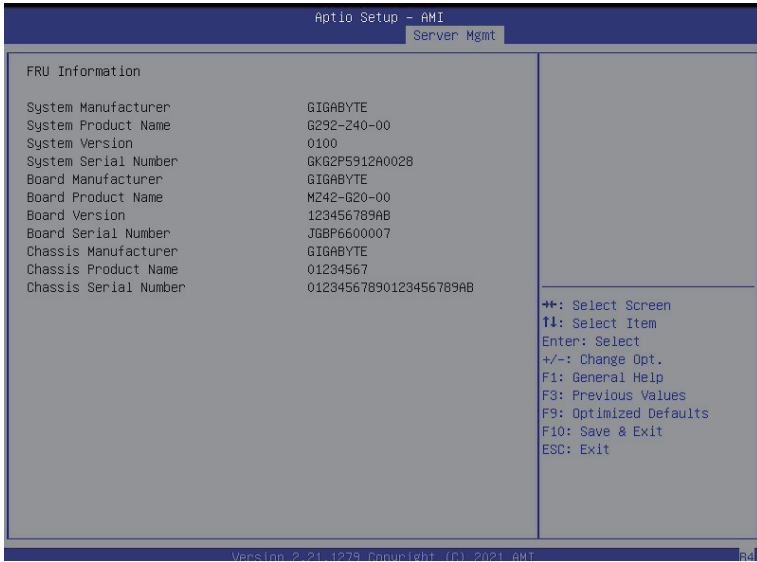 Aptio Setup – AMI
Server Mgmt
FRU Information
System Manufacturer GIGABYTE
System Product Name G292-Z40-00
System Version 0100
System Serial Number GKG2P5912A0028
Board Manufacturer GIGABYTE
Board Product Name MZ42-G20-00
Board Version 123456789AB
Board Serial Number JGBP6600007
Chassis Manufacturer GIGABYTE
Chassis Product Name 01234567
Chassis Serial Number 01234567890123456789AB
→←: Select Screen
↑↓: Select Item
Enter: Select
+/-: Change Opt.
F1: General Help
F3: Previous Values
F9: Optimized Defaults
F10: Save & Exit
ESC: Exit
Version 2.21.1279 Copyright (C) 2021 AMI
B4